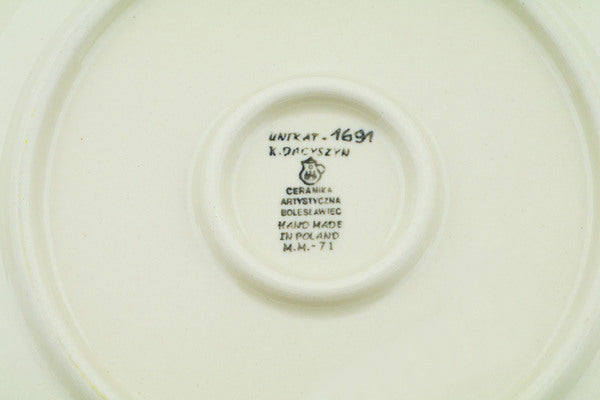 UNIKAT - 1691
K. DACYSZYN
CERAMIKA
ARTYSTYCZNA
BOLESŁAWIEC
HAND MADE
IN POLAND
M.M.-71